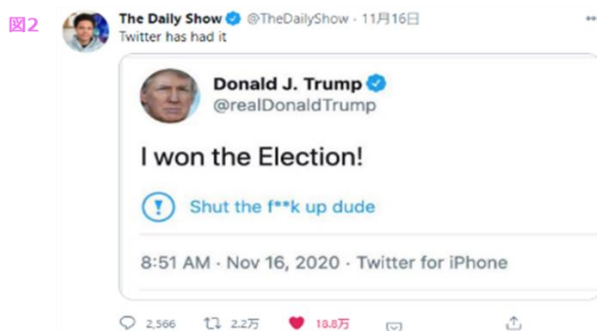 図2
The Daily Show @TheDailyShow · 11月16日
Twitter has had it
Donald J. Trump
@realDonaldTrump
I won the Election!
Shut the f**k up dude
8:51 AM · Nov 16, 2020 · Twitter for iPhone
2,566 2.2万 18.8万